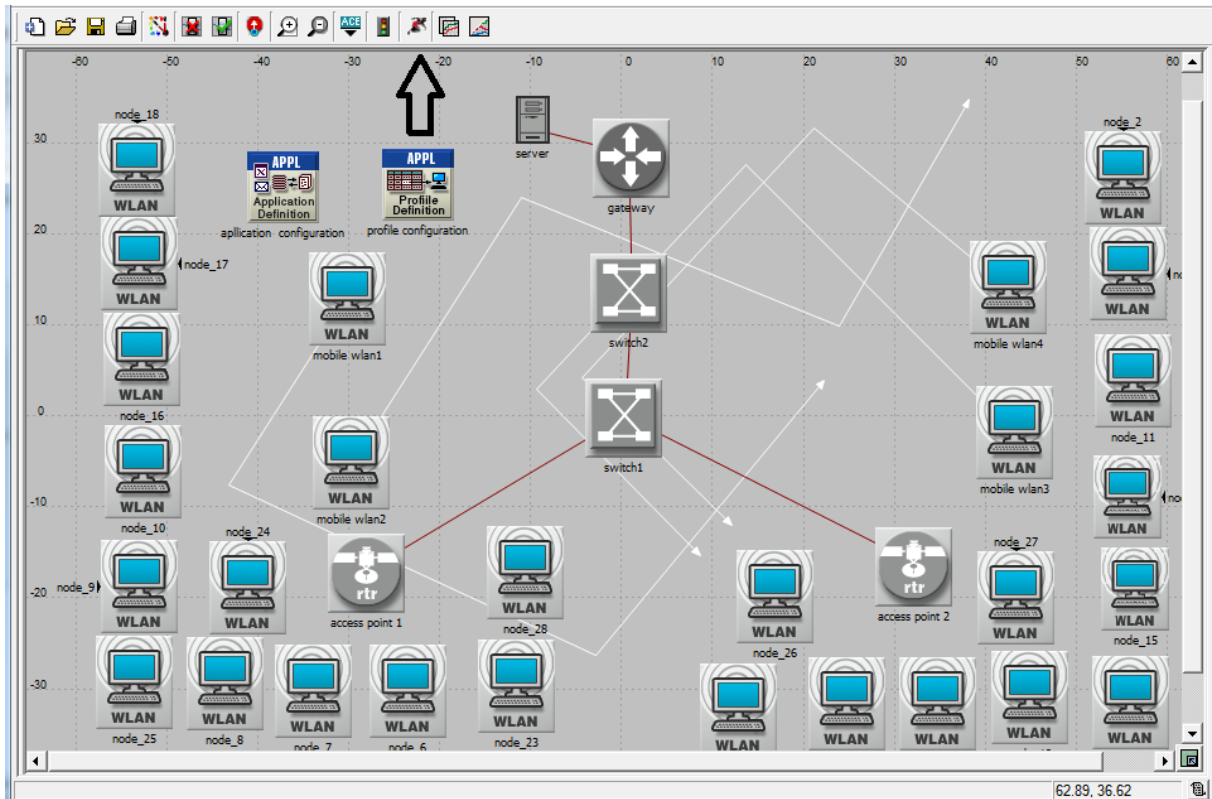 ACE
-60 -50 -40 -30 -20 -10 0 10 20 30 40 50 60
30
20
10
0
-10
-20
-30
node_18
WLAN
APPL
Application
Definition
apllication configuration
APPL
Profile
Definition
profile configuration
server
gateway
node_2
WLAN
WLAN
node_17
WLAN
mobile wlan1
switch2
WLAN
mobile wlan4
WLAN
WLAN
node_16
switch1
WLAN
mobile wlan3
WLAN
node_11
WLAN
node_10
WLAN
mobile wlan2
WLAN
node_24
WLAN
node_9
WLAN
rtr
access point 1
WLAN
node_28
WLAN
node_26
rtr
access point 2
node_27
WLAN
WLAN
node_15
WLAN
node_25
WLAN
node_8
WLAN
node_7
WLAN
node_6
WLAN
node_23
WLAN
WLAN
WLAN
WLAN
WLAN
62.89, 36.62